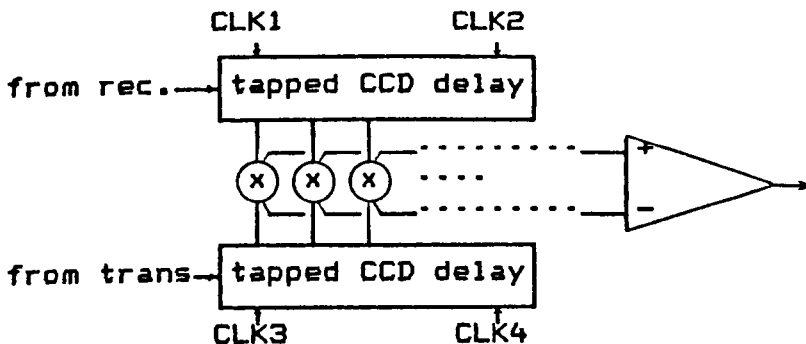 CLK1 CLK2
from rec. tapped CCD delay
+
x x x
-
from trans tapped CCD delay
CLK3 CLK4